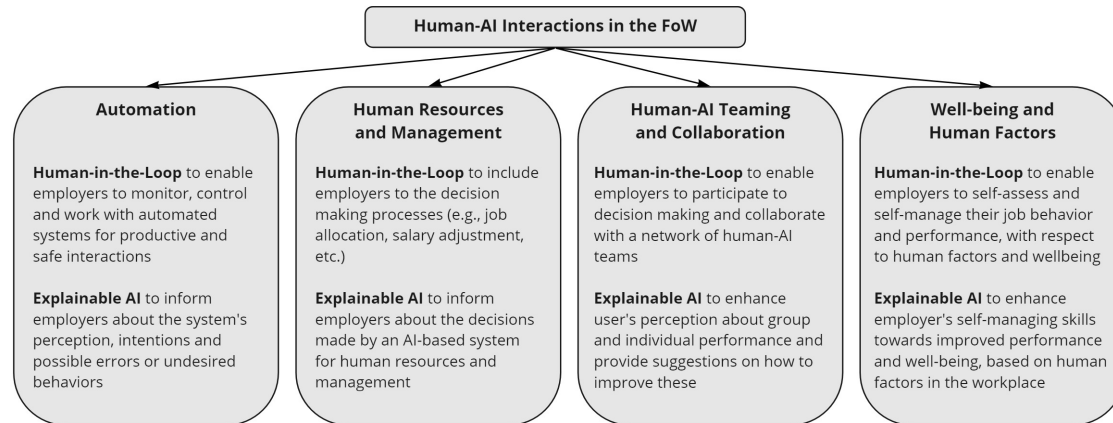 Human-AI Interactions in the FoW
Automation
Human-in-the-Loop to enable
employers to monitor, control
and work with automated
systems for productive and
safe interactions
Explainable AI to inform
employers about the system's
perception, intentions and
possible errors or undesired
behaviors
Human Resources
and Management
Human-in-the-Loop to include
employers to the decision
making processes (e.g., job
allocation, salary adjustment,
etc.)
Explainable AI to inform
employers about the decisions
made by an AI-based system
for human resources and
management
Human-AI Teaming
and Collaboration
Human-in-the-Loop to enable
employers to participate to
decision making and collaborate
with a network of human-AI
teams
Explainable AI to enhance
user's perception about group
and individual performance and
provide suggestions on how to
improve these
Well-being and
Human Factors
Human-in-the-Loop to enable
employers to self-assess and
self-manage their job behavior
and performance, with respect
to human factors and wellbeing
Explainable AI to enhance
employer's self-managing skills
towards improved performance
and well-being, based on human
factors in the workplace